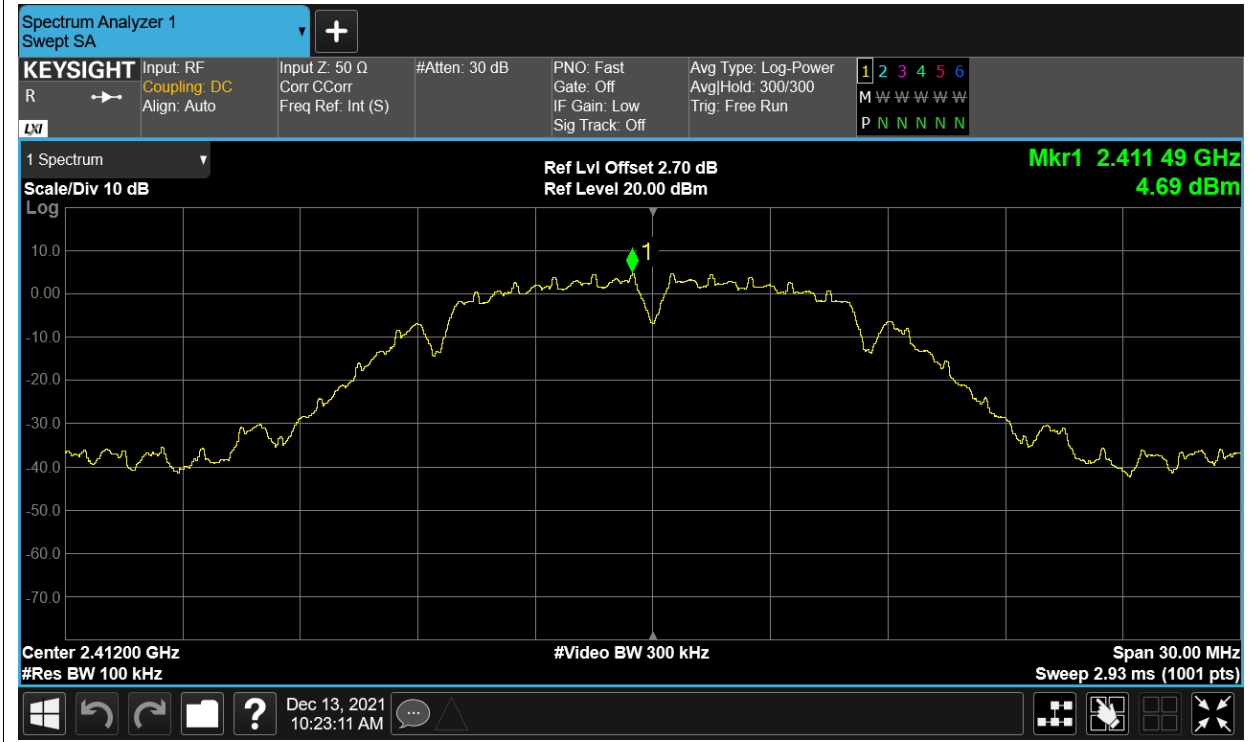 Spectrum Analyzer 1
Swept SA
KEYSIGHT
R
LXI
Input: RF
Coupling: DC
Align: Auto
Input Z: 50 Ω
Corr CCorr
Freq Ref: Int (S)
#Atten: 30 dB
PNO: Fast
Gate: Off
IF Gain: Low
Sig Track: Off
Avg Type: Log-Power
Avg|Hold: 300/300
Trig: Free Run
1 2 3 4 5 6
M W W W W W
P N N N N N
1 Spectrum
Scale/Div 10 dB
Log
Ref Lvl Offset 2.70 dB
Ref Level 20.00 dBm
Mkr1 2.411 49 GHz
4.69 dBm
1
10.0
0.00
-10.0
-20.0
-30.0
-40.0
-50.0
-60.0
-70.0
Center 2.41200 GHz
#Res BW 100 kHz
#Video BW 300 kHz
Span 30.00 MHz
Sweep 2.93 ms (1001 pts)
?
Dec 13, 2021
10:23:11 AM